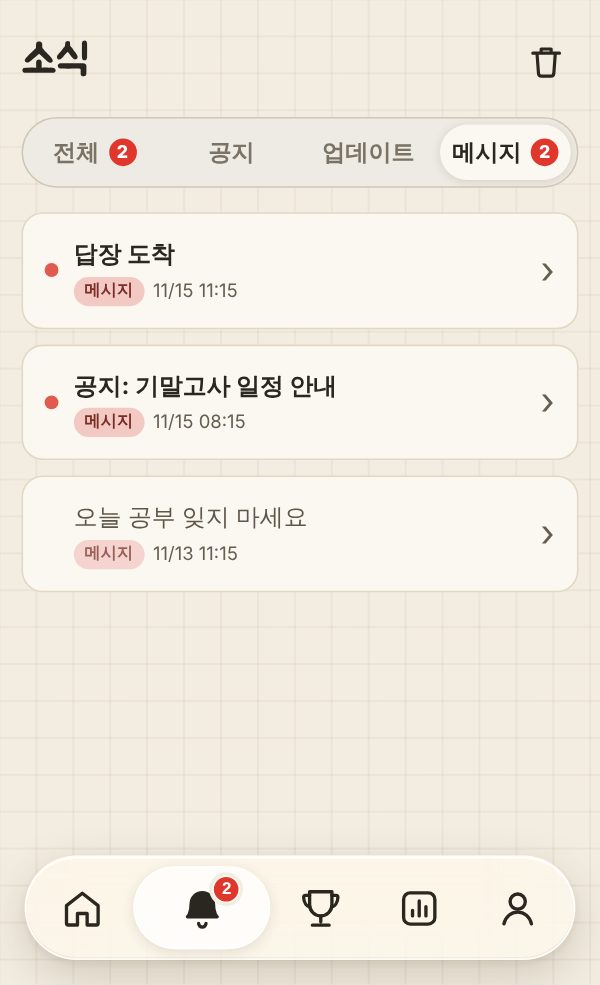 소식
전체 2 공지 업데이트 메시지 2
답장 도착
메시지 11/15 11:15
공지: 기말고사 일정 안내
메시지 11/15 08:15
오늘 공부 잊지 마세요
메시지 11/13 11:15
2